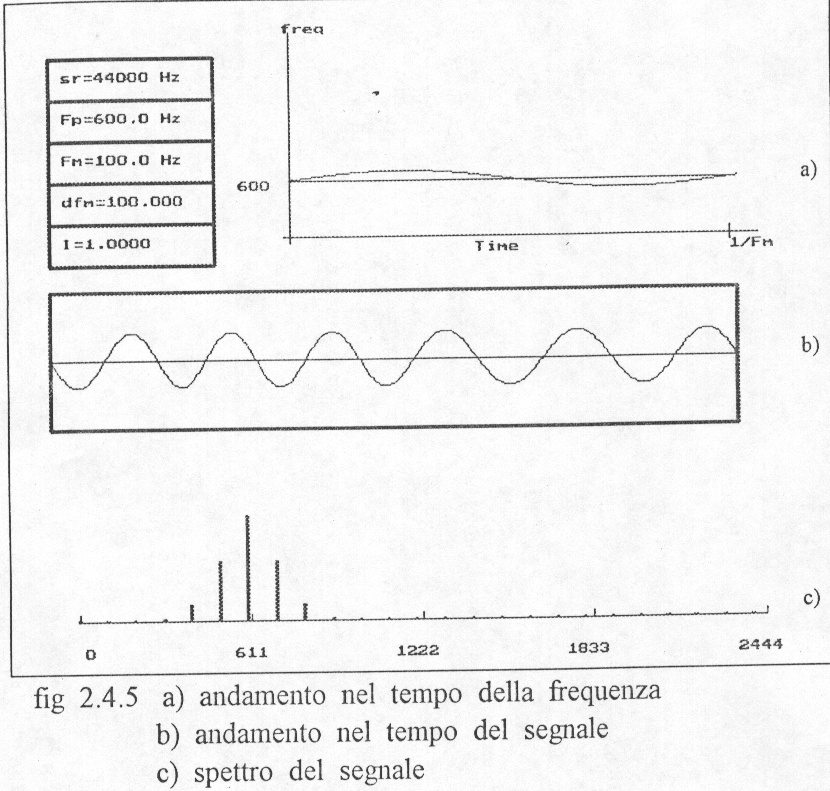 freq
sr=44000 Hz
Fp=600.0 Hz
Fm=100.0 Hz
dfm=100.000
I=1.0000
600
Time
1/Fm
a)
b)
c)
0 611 1222 1833 2444
fig 2.4.5 a) andamento nel tempo della frequenza
b) andamento nel tempo del segnale
c) spettro del segnale